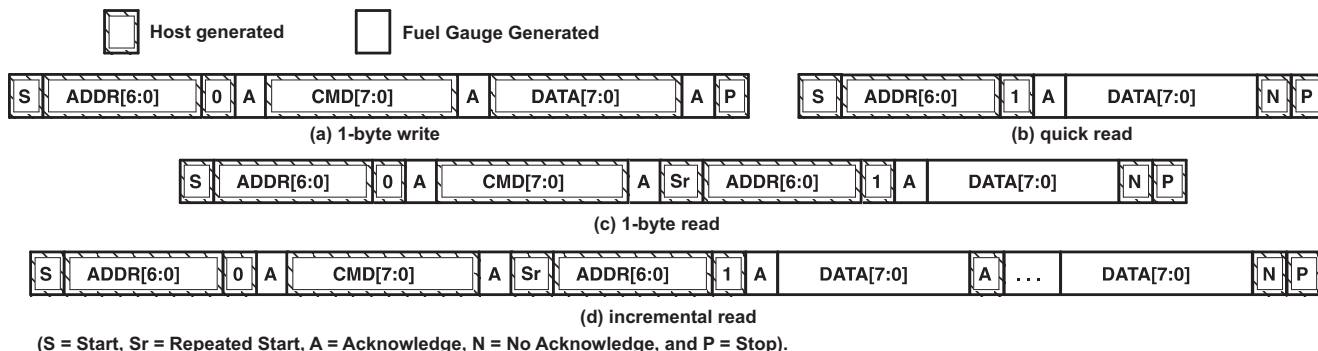 Host generated Fuel Gauge Generated
S ADDR[6:0] 0 A CMD[7:0] A DATA[7:0] A P S ADDR[6:0] 1 A DATA[7:0] N P
(a) 1-byte write (b) quick read
S ADDR[6:0] 0 A CMD[7:0] A Sr ADDR[6:0] 1 A DATA[7:0] N P
(c) 1-byte read
S ADDR[6:0] 0 A CMD[7:0] A Sr ADDR[6:0] 1 A DATA[7:0] A ... DATA[7:0] N P
(d) incremental read
(S = Start, Sr = Repeated Start, A = Acknowledge, N = No Acknowledge, and P = Stop).